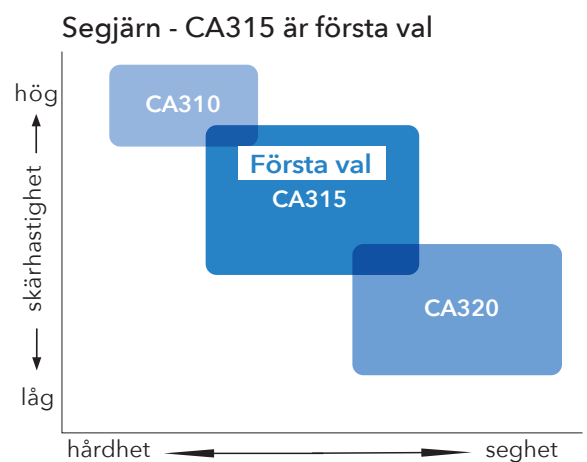 Segjärn - CA315 är första val
hög
CA310
Första val
CA315
skärhastighet
CA320
låg
hårdhet
seghet